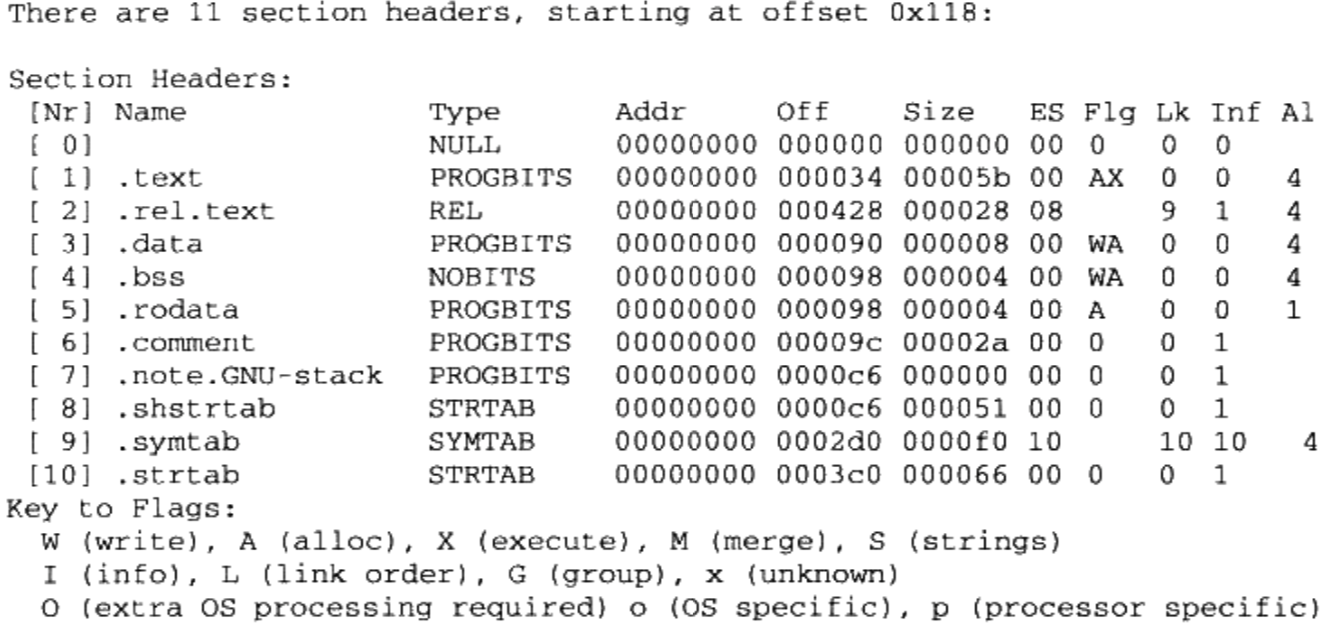 There are 11 section headers, starting at offset 0x118:
Section Headers:
[Nr] Name Type Addr Off Size ES Flg Lk Inf Al
[ 0] NULL 00000000 000000 000000 00 0 0 0
[ 1] .text PROGBITS 00000000 000034 00005b 00 AX 0 0 4
[ 2] .rel.text REL 00000000 000428 000028 08 9 1 4
[ 3] .data PROGBITS 00000000 000090 000008 00 WA 0 0 4
[ 4] .bss NOBITS 00000000 000098 000004 00 WA 0 0 4
[ 5] .rodata PROGBITS 00000000 000098 000004 00 A 0 0 1
[ 6] .comment PROGBITS 00000000 00009c 00002a 00 0 0 1
[ 7] .note.GNU-stack PROGBITS 00000000 0000c6 000000 00 0 0 1
[ 8] .shstrtab STRTAB 00000000 0000c6 000051 00 0 0 1
[ 9] .symtab SYMTAB 00000000 0002d0 0000f0 10 10 10 4
[10] .strtab STRTAB 00000000 0003c0 000066 00 0 0 1
Key to Flags:
W (write), A (alloc), X (execute), M (merge), S (strings)
I (info), L (link order), G (group), x (unknown)
O (extra OS processing required) o (OS specific), p (processor specific)